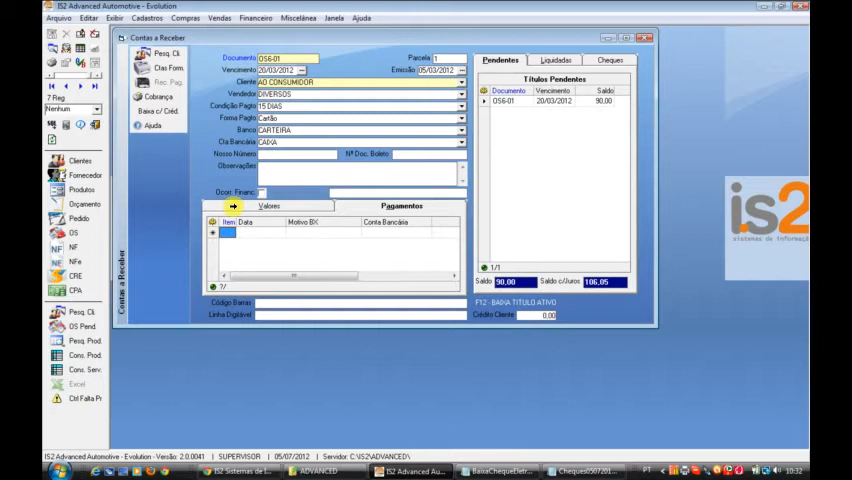 IS2 Advanced Automotive - Evolution
Arquivo Editar Exibir Cadastros Compras Vendas Financeiro Miscelânea Janela Ajuda
7 Reg
Nenhum
Clientes
Fornecedor
Produtos
Orçamento
Pedido
OS
NF
NFe
CRE
CPA
Pesq. Cli.
OS Pend.
Cons. Prod.
Cons. Serv.
Excel
Ctrl Falta Pr
Contas a Receber
Pesq. Cli.
Ctas Form.
Rec. Pag
Cobrança
Baixa c/ Créd.
Ajuda
Contas a Receber
Documento OS6-01 Parcela 1
Vencimento 20/03/2012 Emissão 05/03/2012
Cliente AO CONSUMIDOR
Vendedor DIVERSOS
Condição Pagto 15 DIAS
Forma Pagto Cartão
Banco CARTEIRA
Cta Bancária CAIXA
Nosso Número Nº Doc. Boleto
Observações
Ocorr. Financ.
Valores Pagamentos
Item Data Motivo BX Conta Bancária
?/
Código Barras
Linha Digitável
Pendentes Liquidadas Cheques
Títulos Pendentes
Documento Vencimento Saldo
OS6-01 20/03/2012 90,00
1/1
Saldo 90,00 Saldo c/Juros 106,05
F12 - BAIXA TITULO ATIVO
Crédito Cliente 0,00
is2
sistemas de informaçã
IS2 Advanced Automotive - Evolution - Versão: 2.0.0041 SUPERVISOR 05/07/2012 Servidor: C:\IS2\ADVANCED\
IS2 Sistemas de I... ADVANCED IS2 Advanced Au... BaixaChequeEletr... Cheques0507201... PT 10:32